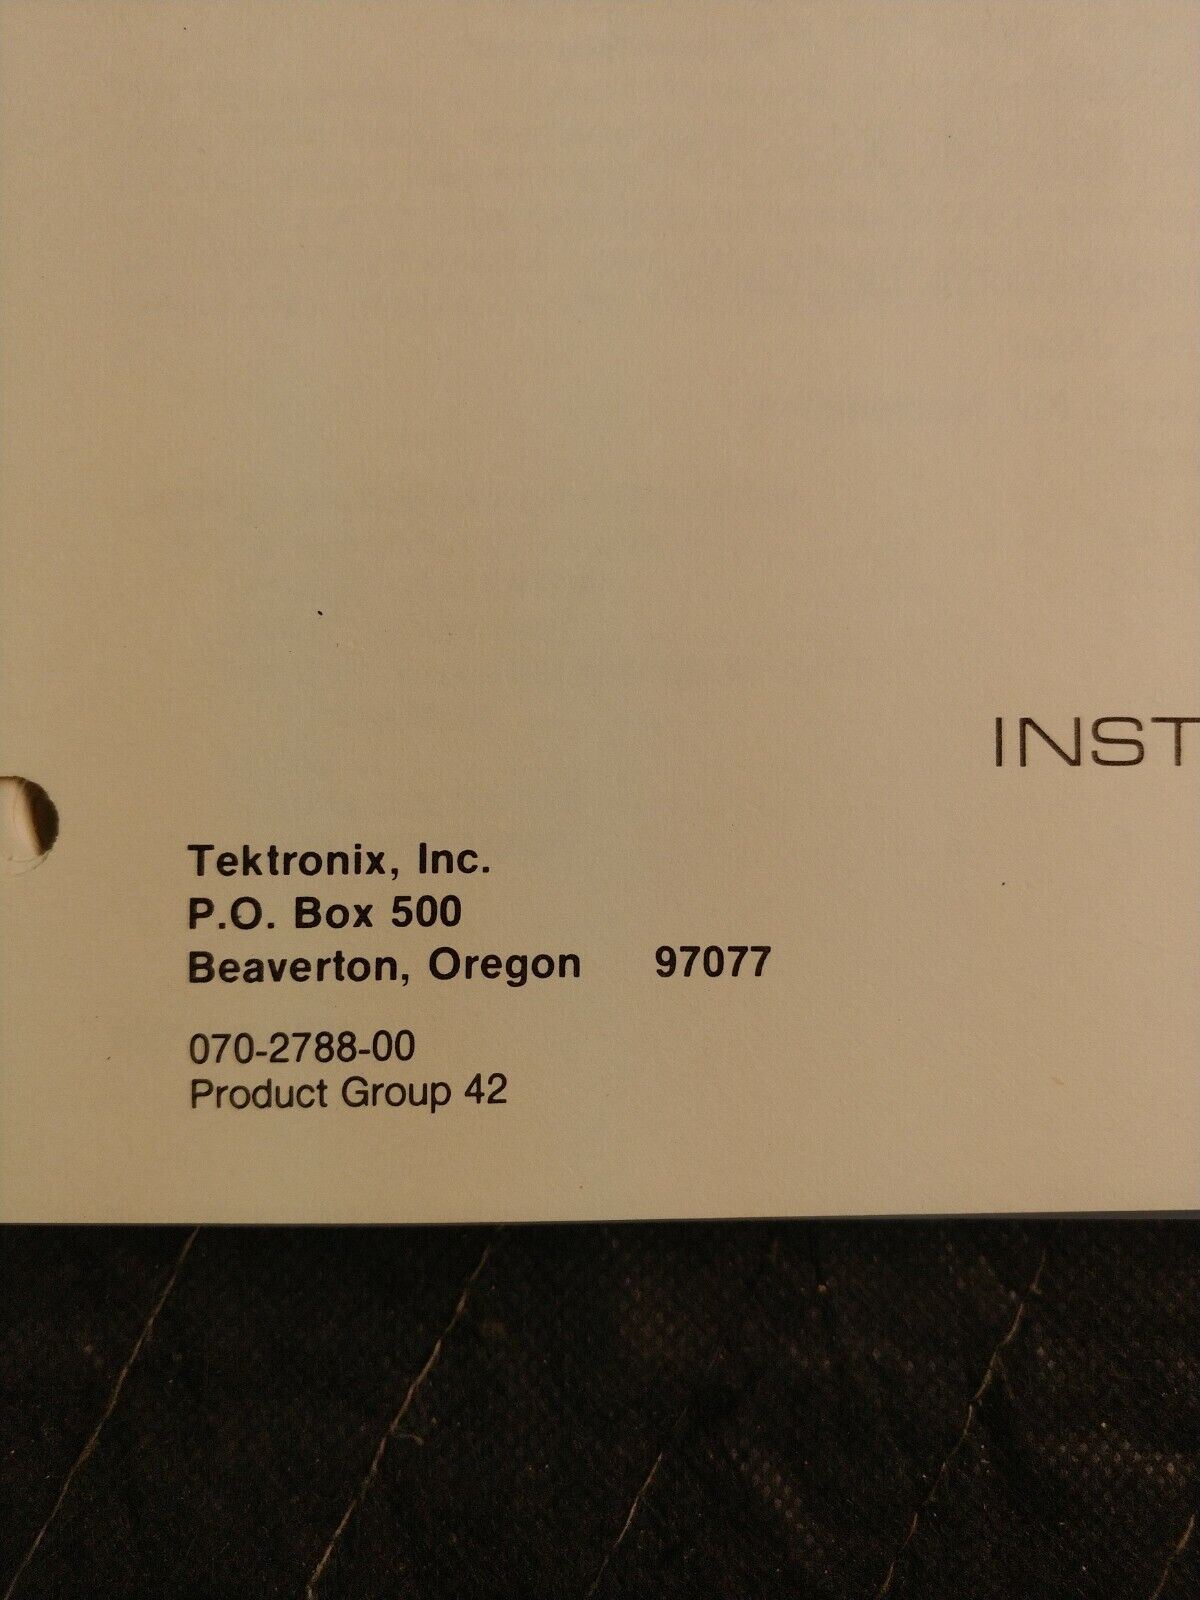 INST
Tektronix, Inc.
P.O. Box 500
Beaverton, Oregon 97077
070-2788-00
Product Group 42